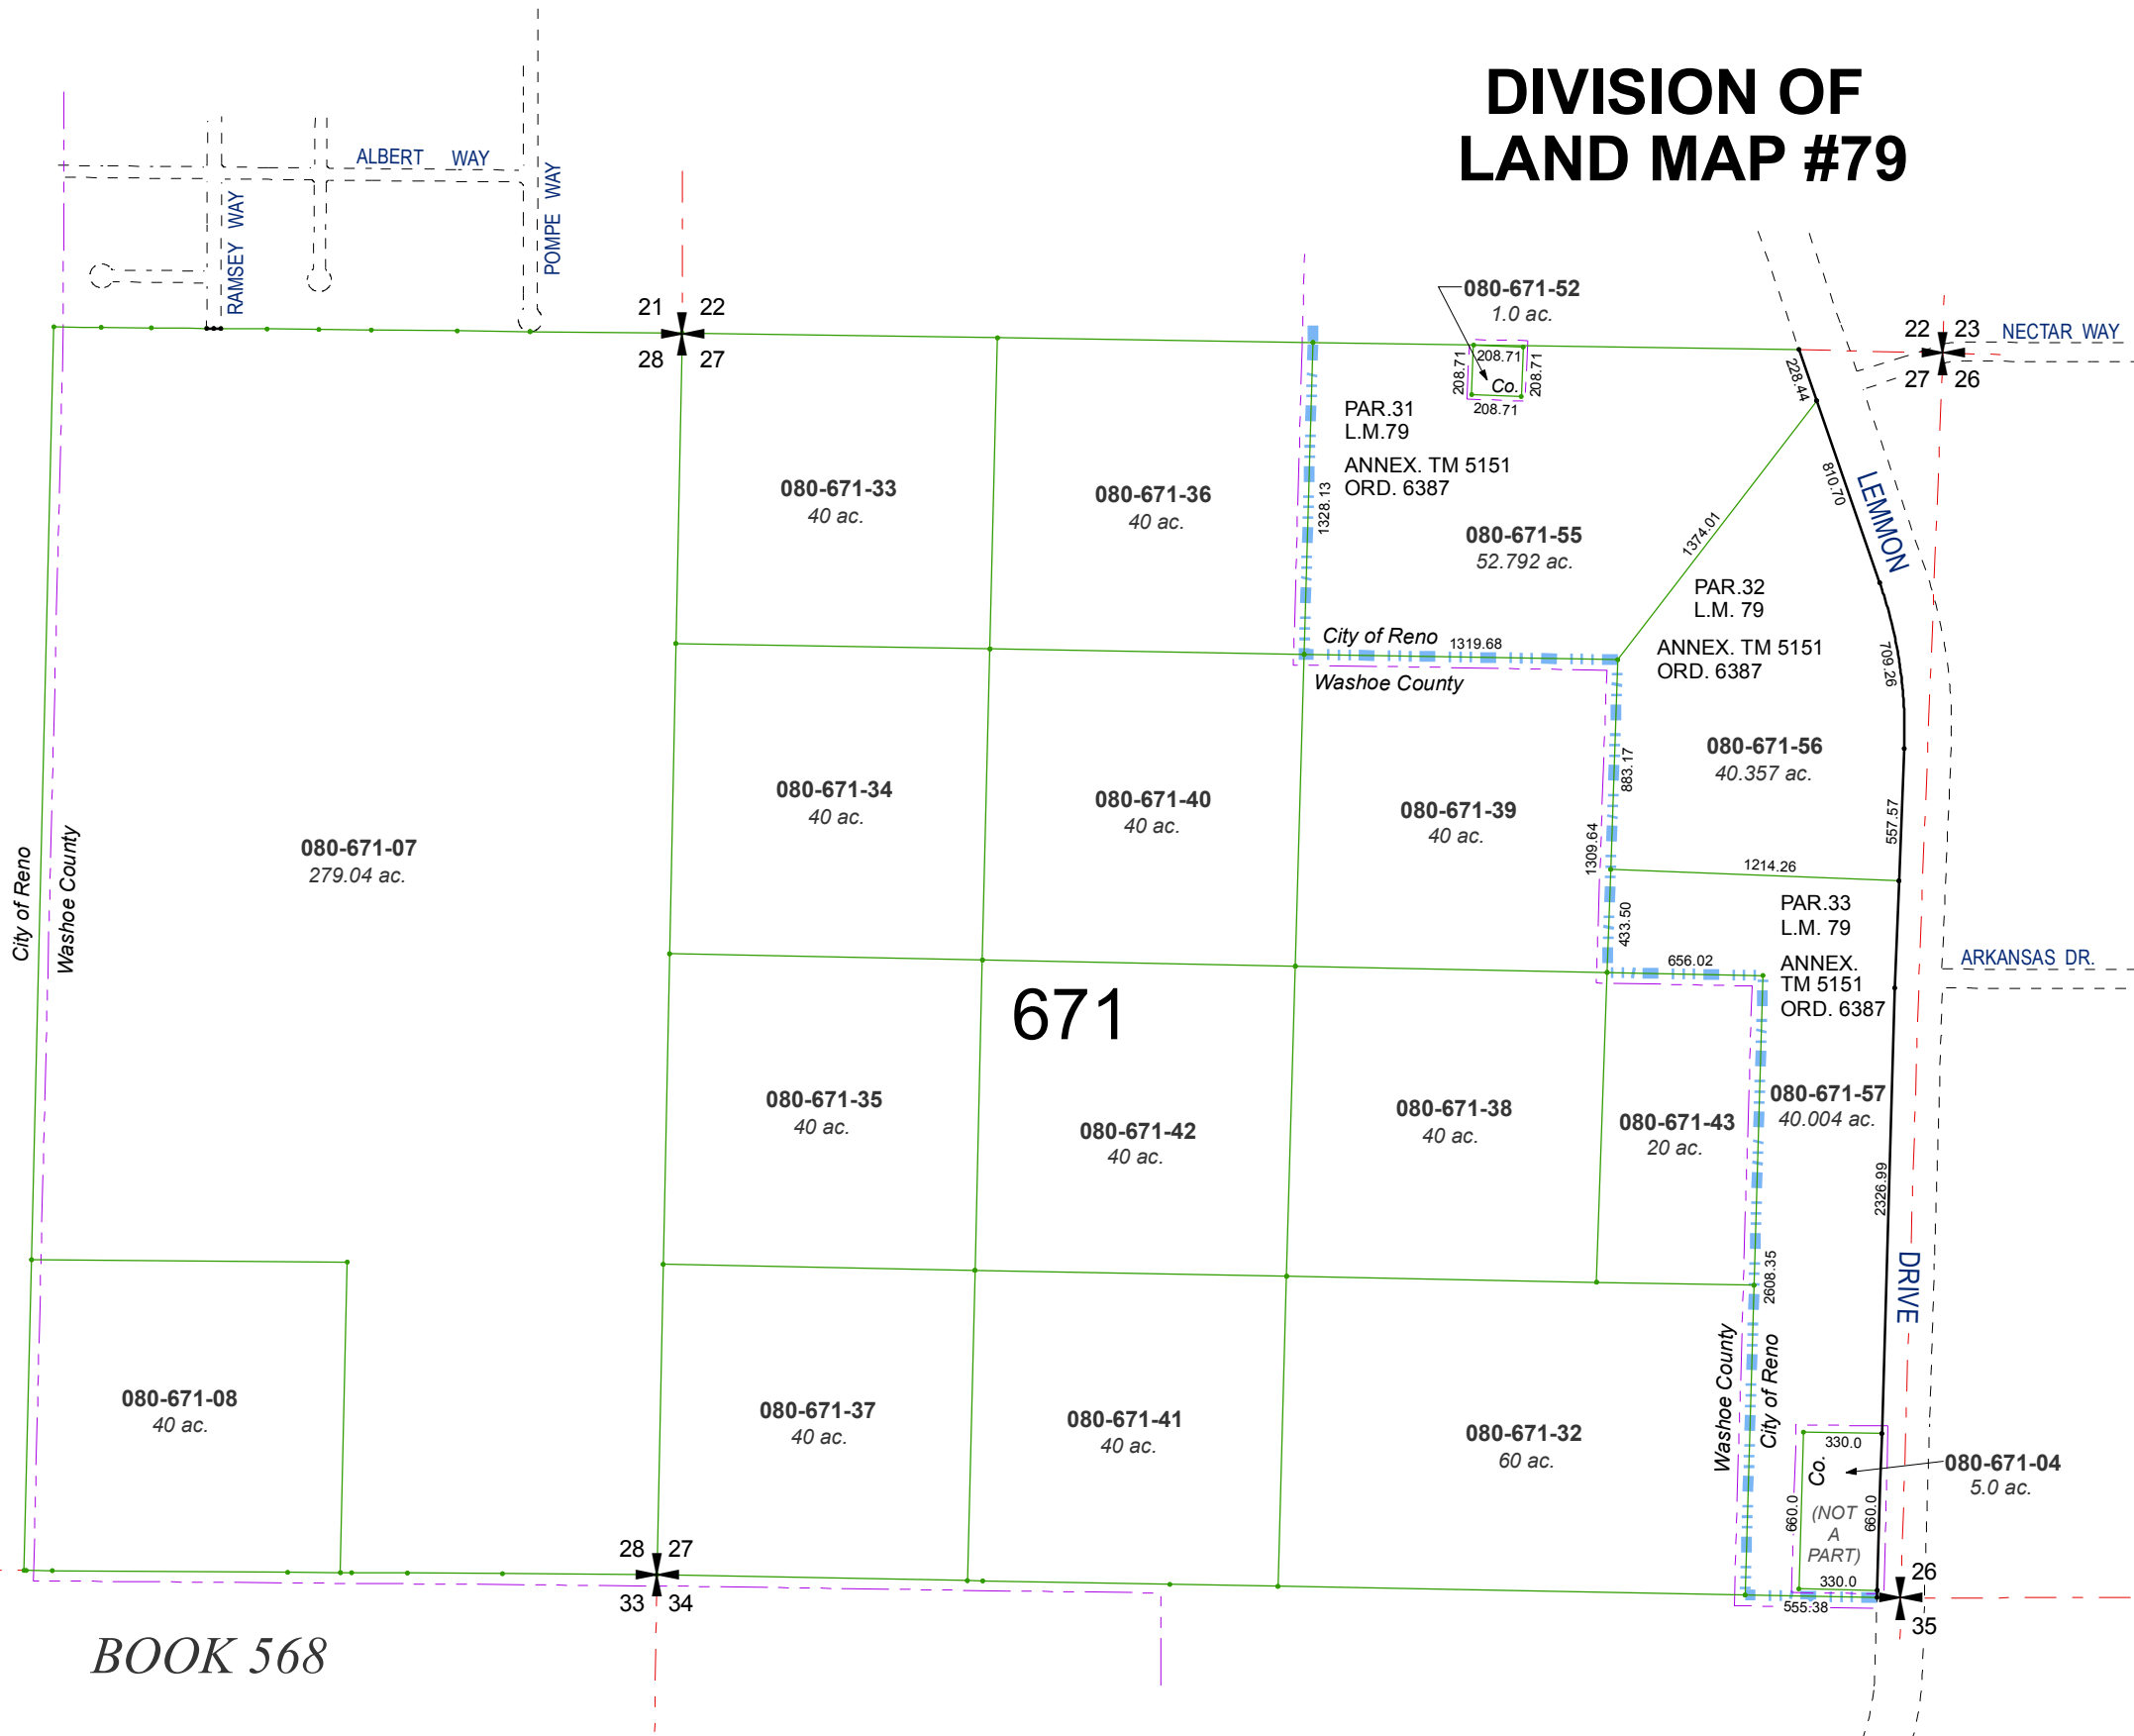 DIVISION OF
LAND MAP #79
ALBERT WAY
RAMSEY WAY
POMPE WAY
21 22
28 27
22 23
27 26
NECTAR WAY
080-671-52
1.0 ac.
208.71
208.71
208.71
208.71
Co.
228.44
PAR.31
L.M.79
ANNEX. TM 5151
ORD. 6387
1328.13
080-671-33
40 ac.
080-671-36
40 ac.
080-671-55
52.792 ac.
1374.01
810.70
LEMMON
PAR.32
L.M. 79
ANNEX. TM 5151
ORD. 6387
City of Reno
1319.68
Washoe County
709.26
080-671-56
40.357 ac.
883.17
1309.64
557.57
1214.26
080-671-07
279.04 ac.
City of Reno
Washoe County
080-671-34
40 ac.
080-671-40
40 ac.
080-671-39
40 ac.
433.50
656.02
PAR.33
L.M. 79
ANNEX.
TM 5151
ORD. 6387
ARKANSAS DR.
671
080-671-35
40 ac.
080-671-42
40 ac.
080-671-38
40 ac.
080-671-43
20 ac.
080-671-57
40.004 ac.
2326.99
2608.35
DRIVE
Washoe County
City of Reno
080-671-08
40 ac.
080-671-37
40 ac.
080-671-41
40 ac.
080-671-32
60 ac.
330.0
Co.
080-671-04
5.0 ac.
660.0
660.0
(NOT
A
PART)
330.0
555.38
28 27
33 34
26
35
BOOK 568